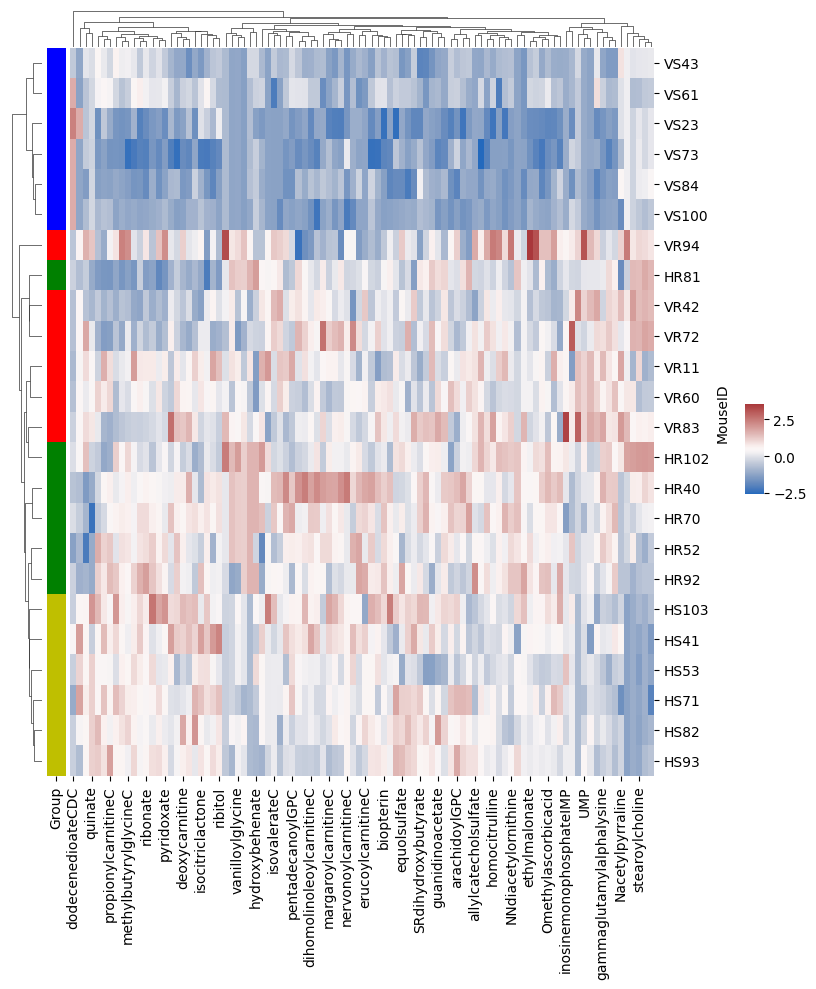 VS43
VS61
VS23
VS73
VS84
VS100
VR94
HR81
VR42
VR72
VR11
VR60
VR83
HR102
HR40
HR70
HR52
HR92
HS103
HS41
HS53
HS71
HS82
HS93
MouseID
2.5
0.0
−2.5
Group
dodecenedioateCDC
quinate
propionylcarnitineC
methylbutyrylglycineC
ribonate
pyridoxate
deoxycarnitine
isocitriclactone
ribitol
vanilloylglycine
hydroxybehenate
isovalerateC
pentadecanoylGPC
dihomolinoleoylcarnitineC
margaroylcarnitineC
nervonoylcarnitineC
erucoylcarnitineC
biopterin
equolsulfate
SRdihydroxybutyrate
guanidinoacetate
arachidoylGPC
allylcatecholsulfate
homocitrulline
NNdiacetylornithine
ethylmalonate
Omethylascorbicacid
inosinemonophosphateIMP
UMP
gammaglutamylalphalysine
Nacetylpyrraline
stearoylcholine